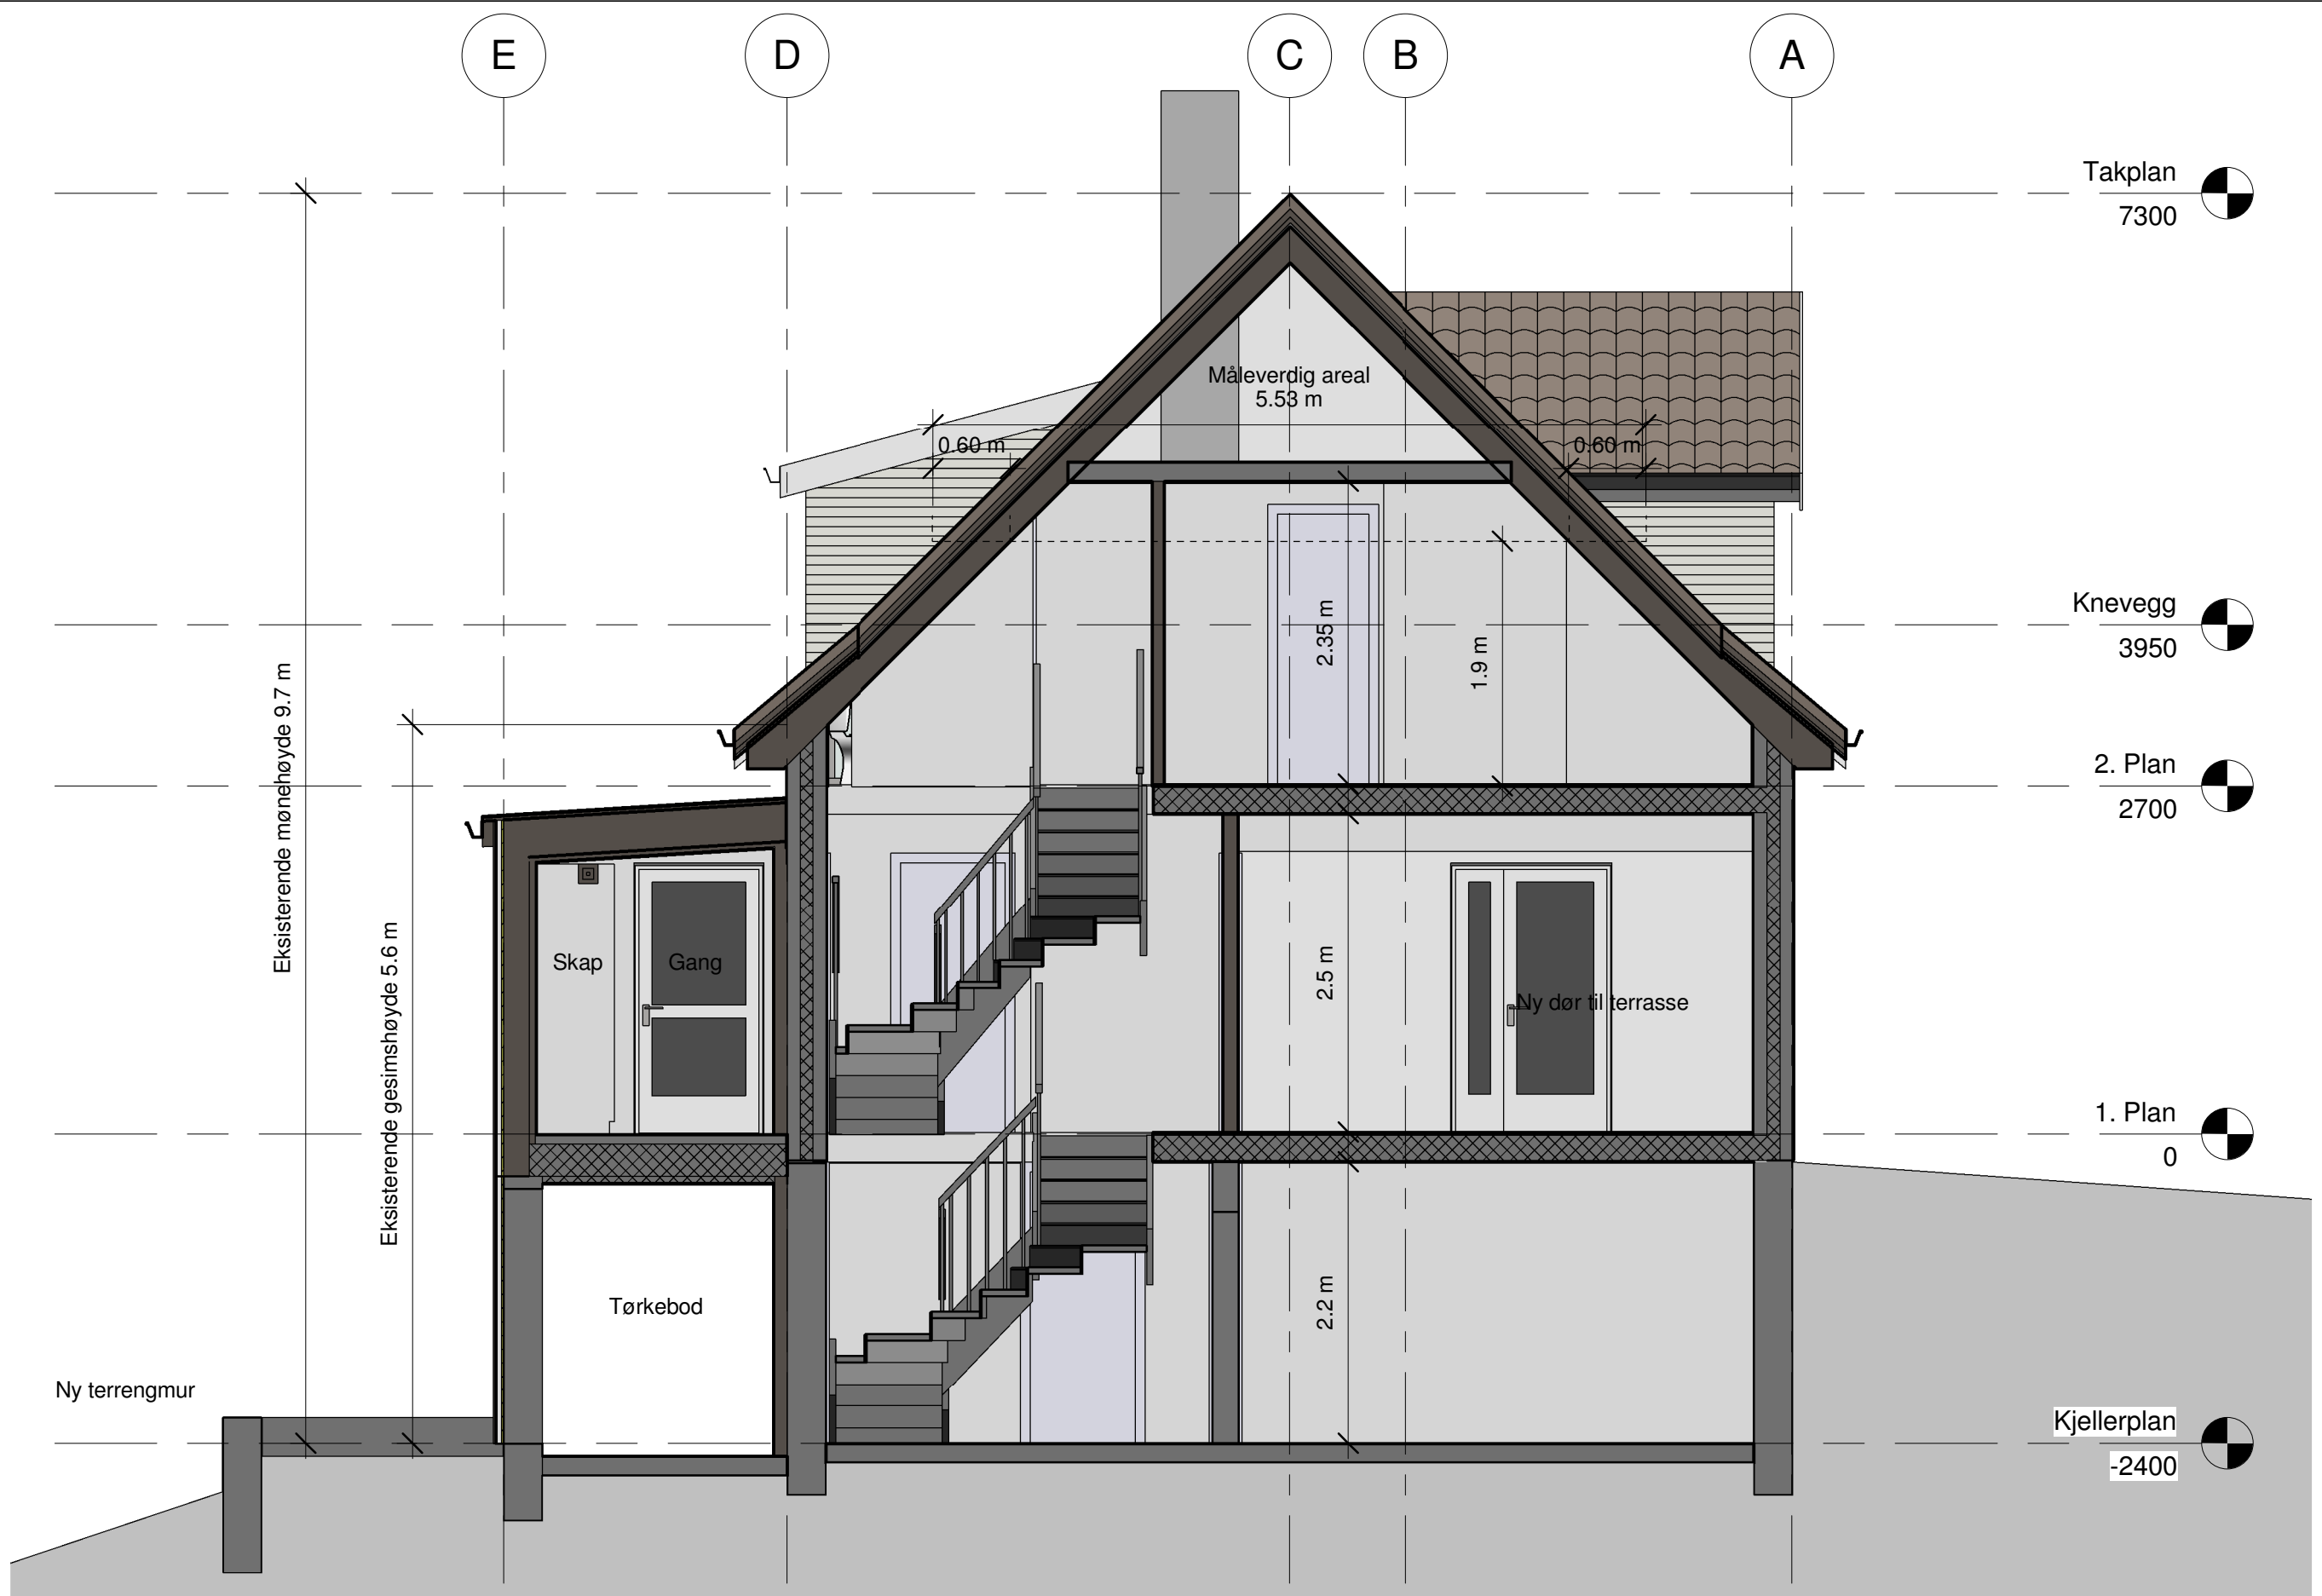 E
D
C
B
A
Takplan
7300
Måleverdig areal
5.53 m
0.60 m
0.60 m
Knevegg
3950
2.35 m
1.9 m
Eksisterende mønehøyde 9.7 m
2. Plan
2700
Eksisterende gesimshøyde 5.6 m
Skap
Gang
2.5 m
Ny dør til terrasse
1. Plan
0
Tørkebod
2.2 m
Ny terrengmur
Kjellerplan
-2400